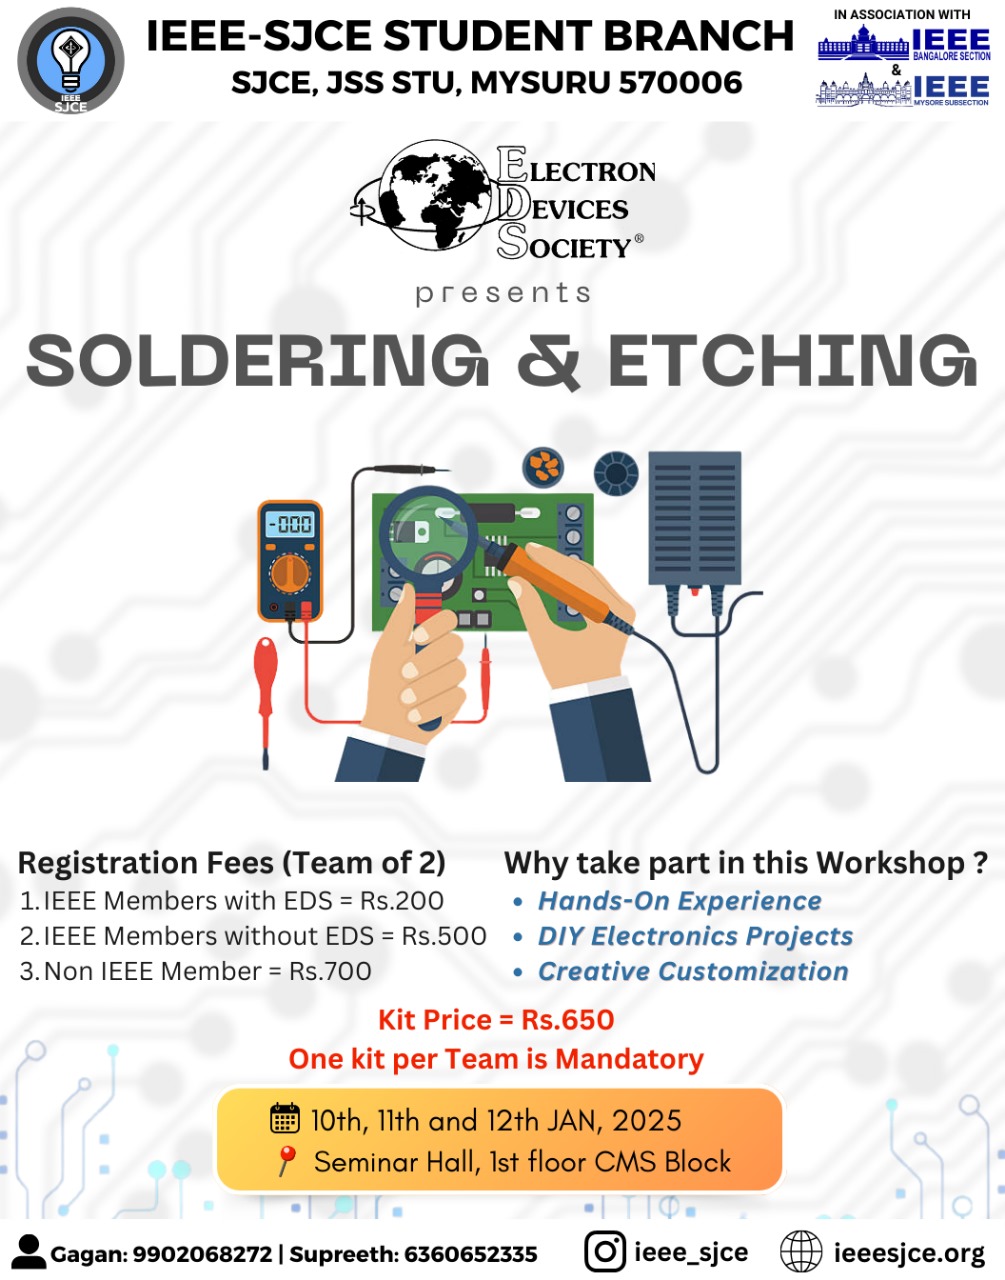 IEEE-SJCE STUDENT BRANCH
SJCE, JSS STU, MYSURU 570006
IEEE
SJCE
IN ASSOCIATION WITH
IEEE
BANGALORE SECTION
&
IEEE
MYSORE SUBSECTION
ELECTRON
DEVICES
SOCIETY®
presents
SOLDERING & ETCHING
-000
Registration Fees (Team of 2)
1. IEEE Members with EDS = Rs.200
2. IEEE Members without EDS = Rs.500
3. Non IEEE Member = Rs.700
Why take part in this Workshop ?
• Hands-On Experience
• DIY Electronics Projects
• Creative Customization
Kit Price = Rs.650
One kit per Team is Mandatory
10th, 11th and 12th JAN, 2025
Seminar Hall, 1st floor CMS Block
Gagan: 9902068272 | Supreeth: 6360652335
ieee_sjce
ieeesjce.org